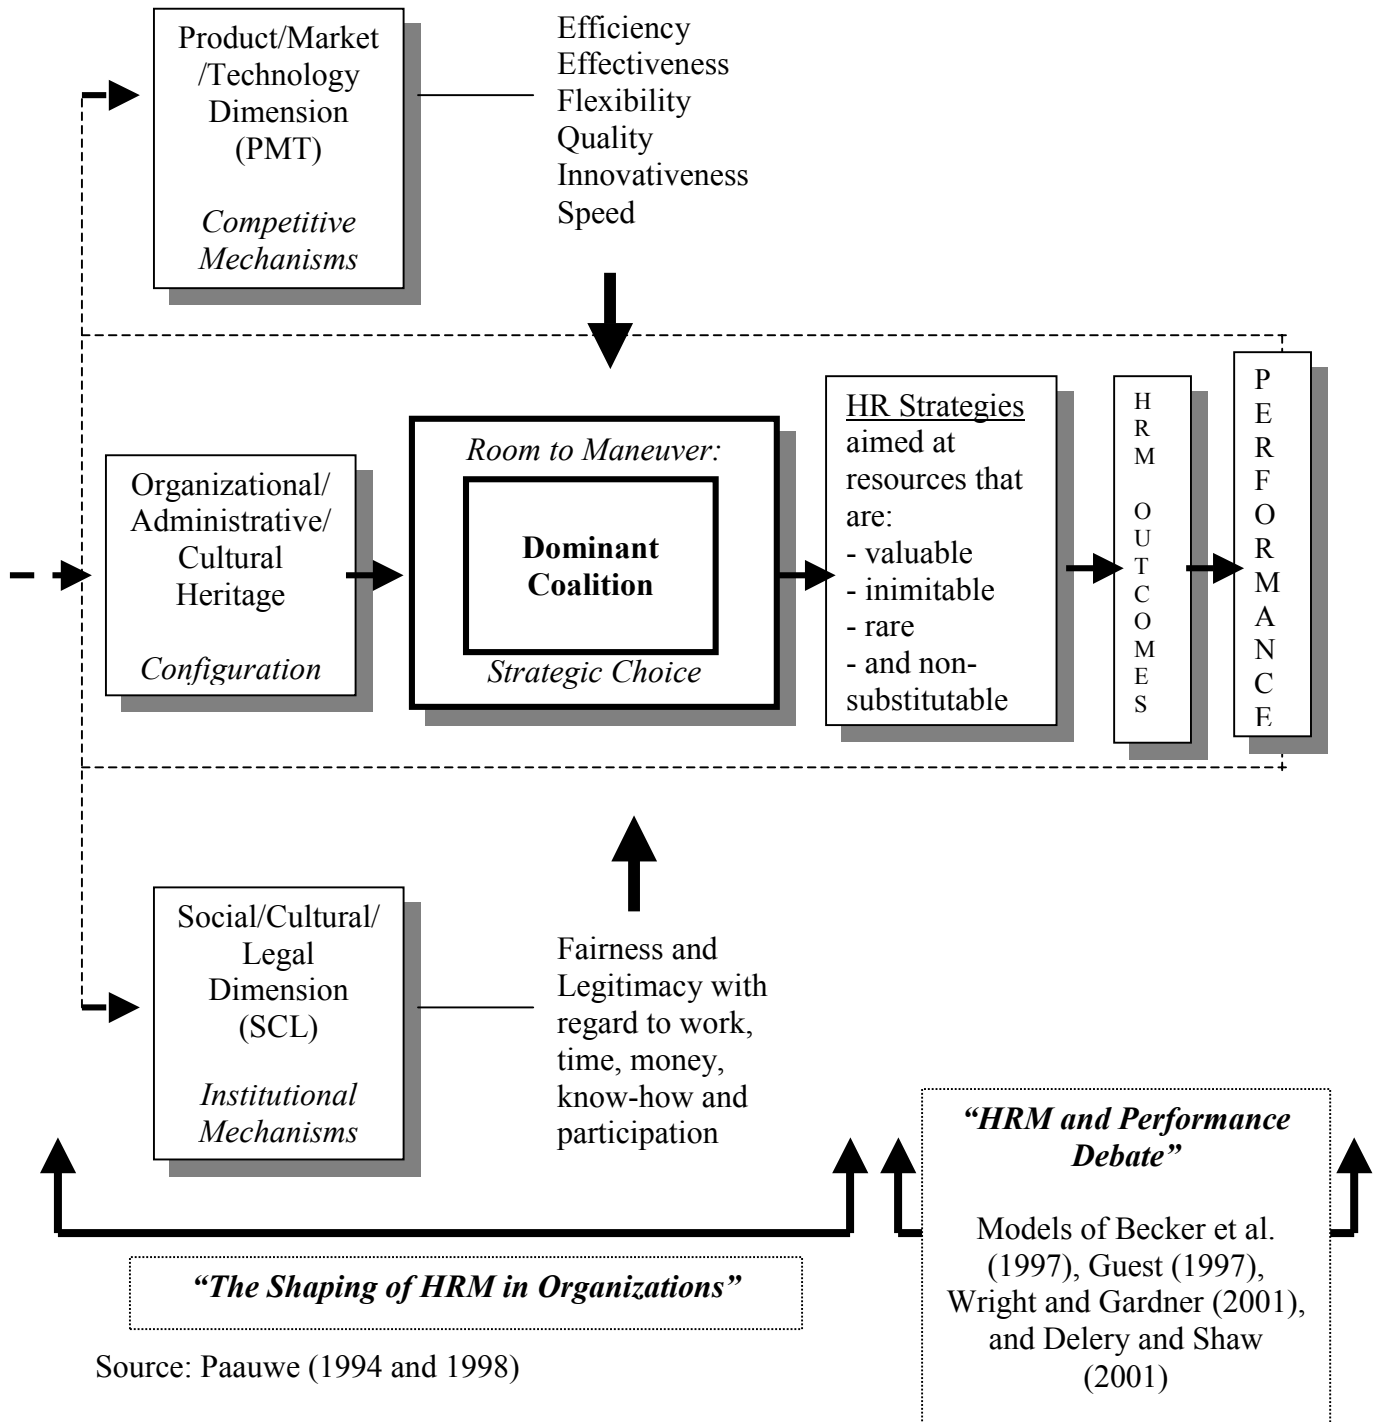 Product/Market
/Technology
Dimension
(PMT)
Competitive
Mechanisms
Efficiency
Effectiveness
Flexibility
Quality
Innovativeness
Speed
Organizational/
Administrative/
Cultural
Heritage
Configuration
Room to Maneuver:
Dominant
Coalition
Strategic Choice
HR Strategies
aimed at
resources that
are:
- valuable
- inimitable
- rare
- and non-
substitutable
HRM OUTCOMES
PERFORMANCE
Social/Cultural/
Legal
Dimension
(SCL)
Institutional
Mechanisms
Fairness and
Legitimacy with
regard to work,
time, money,
know-how and
participation
“The Shaping of HRM in Organizations”
“HRM and Performance
Debate”
Models of Becker et al.
(1997), Guest (1997),
Wright and Gardner (2001),
and Delery and Shaw
(2001)
Source: Paauwe (1994 and 1998)